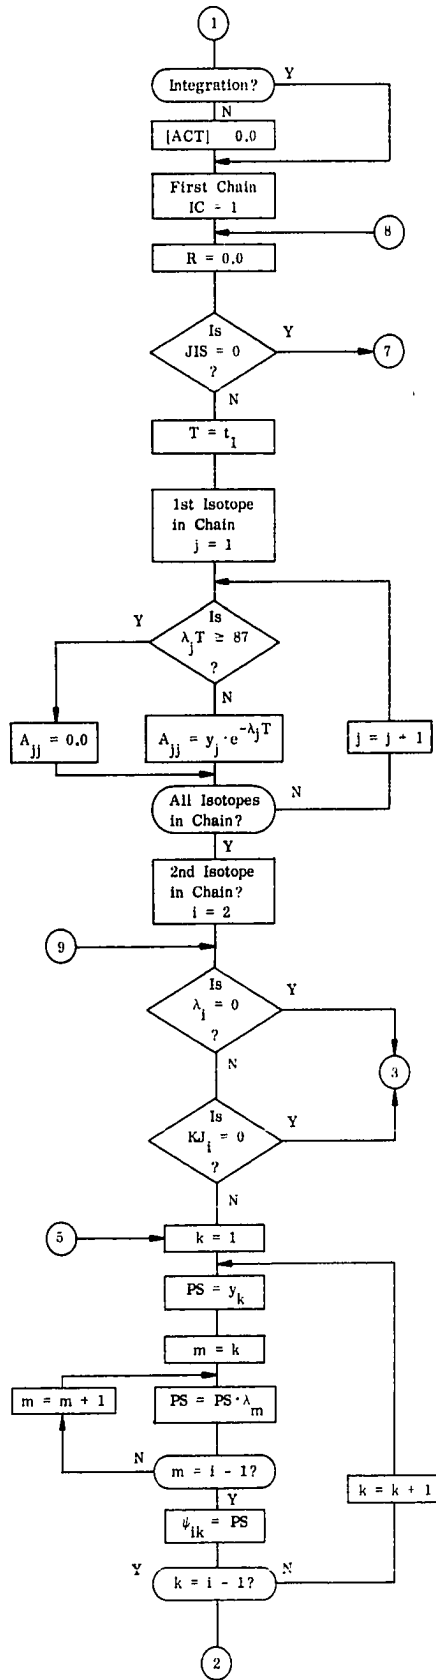 1
Integration?
Y
N
[ACT] 0.0
First Chain
IC = 1
8
R = 0.0
Is
JIS = 0
?
Y
7
N
T = t₁
1st Isotope
in Chain
j = 1
Y
Is
λⱼT ≥ 87
?
N
Aⱼⱼ = 0.0
Aⱼⱼ = yⱼ · e^-λⱼT
j = j + 1
All Isotopes
in Chain?
N
Y
2nd Isotope
in Chain?
i = 2
9
Is
λᵢ = 0
?
Y
N
3
Is
KJᵢ = 0
?
Y
N
5
k = 1
PS = yₖ
m = k
m = m + 1
PS = PS · λₘ
N
m = i - 1?
Y
k = k + 1
ψᵢₖ = PS
Y
k = i - 1?
N
2